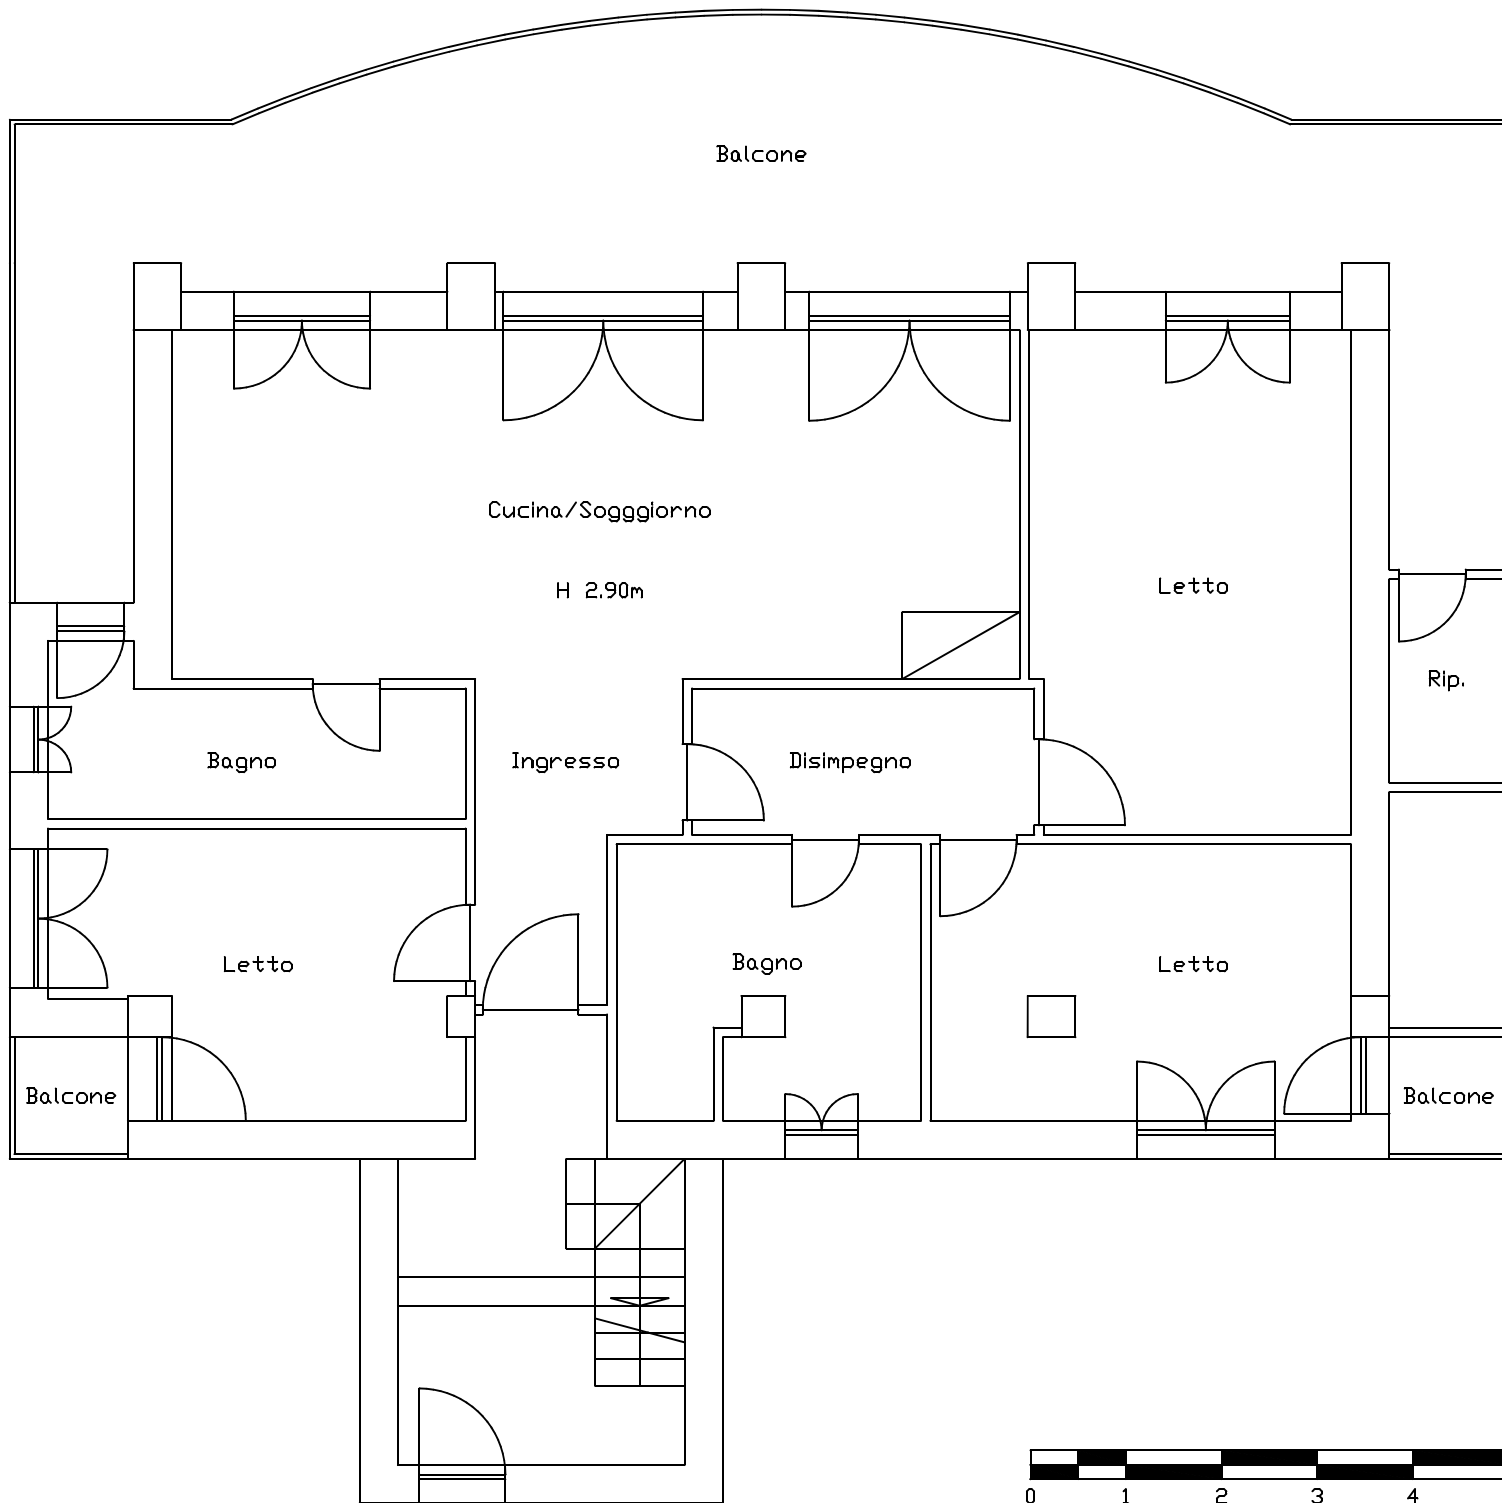 Balcone
Cucina/Sogggiorno
H 2.90m
Letto
Rip.
Bagno
Ingresso
Disimpegno
Letto
Bagno
Letto
Balcone
Balcone
0 1 2 3 4